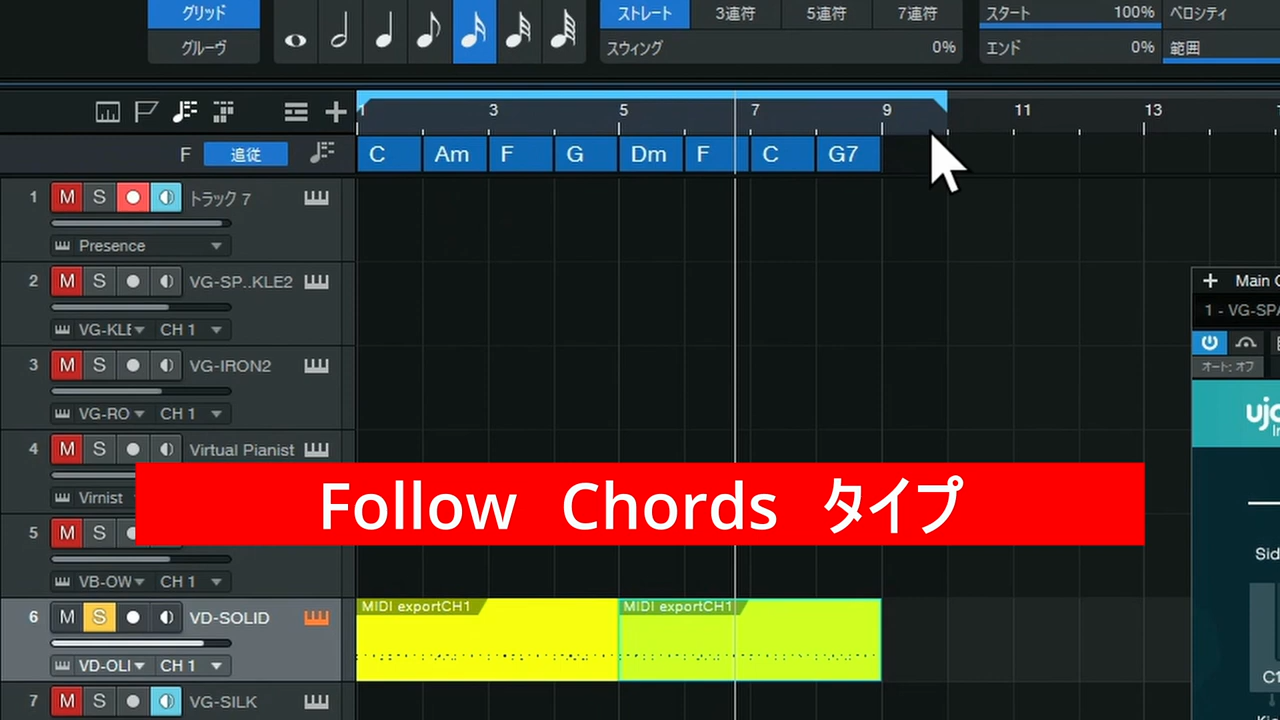 グリッド
グルーヴ
ストレート 3連符 5連符 7連符
スウィング 0%
スタート 100%
エンド 0%
ベロシティ
範囲
1 3 5 7 9 11 13
F 追従
C Am F G Dm F C G7
1 M S トラック 7
Presence
2 M S VG-SP..KLE2
VG-KLE CH 1
3 M S VG-IRON2
VG-RO CH 1
4 M S Virtual Pianist
Virnist
5 M S
VB-OW CH 1
6 M S VD-SOLID
VD-OLI CH 1
7 M S VG-SILK
MIDI exportCH1 MIDI exportCH1
Follow Chords タイプ
Main
1 - VG-SPA
オート: オフ
ujo
Sid
C1